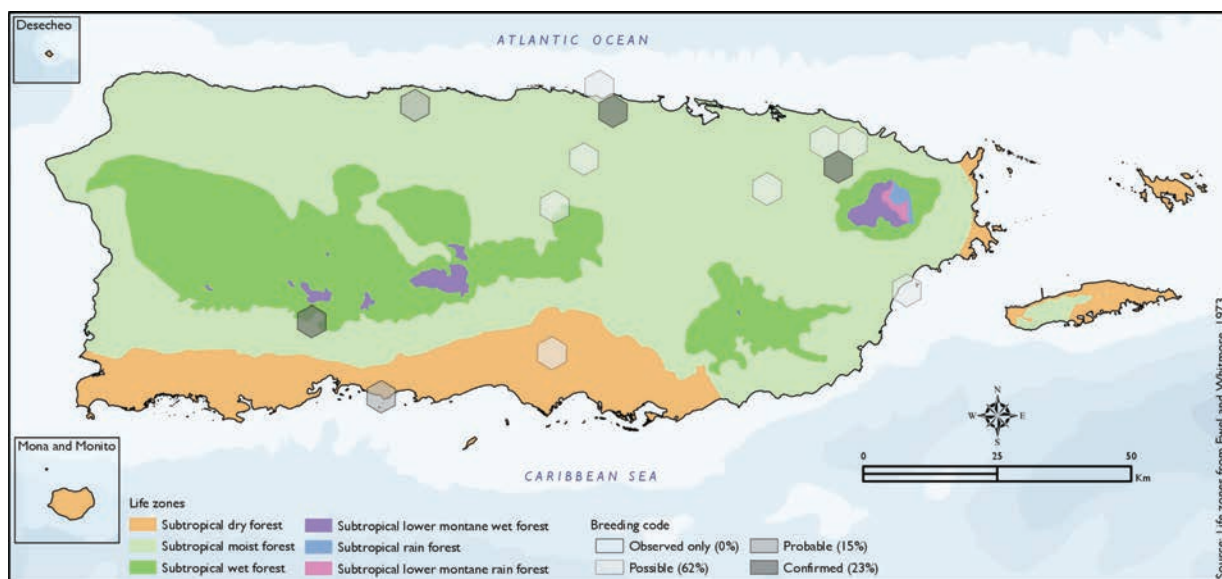 Desecheo
ATLANTIC OCEAN
Mona and Monito
CARIBBEAN SEA
N
W
E
S
0
25
50
Km
Life zones
Subtropical dry forest
Subtropical moist forest
Subtropical wet forest
Subtropical lower montane wet forest
Subtropical rain forest
Subtropical lower montane rain forest
Breeding code
Observed only (0%)
Possible (62%)
Probable (15%)
Confirmed (23%)
Source: Life zones from Ewel and Whitmore, 1973.